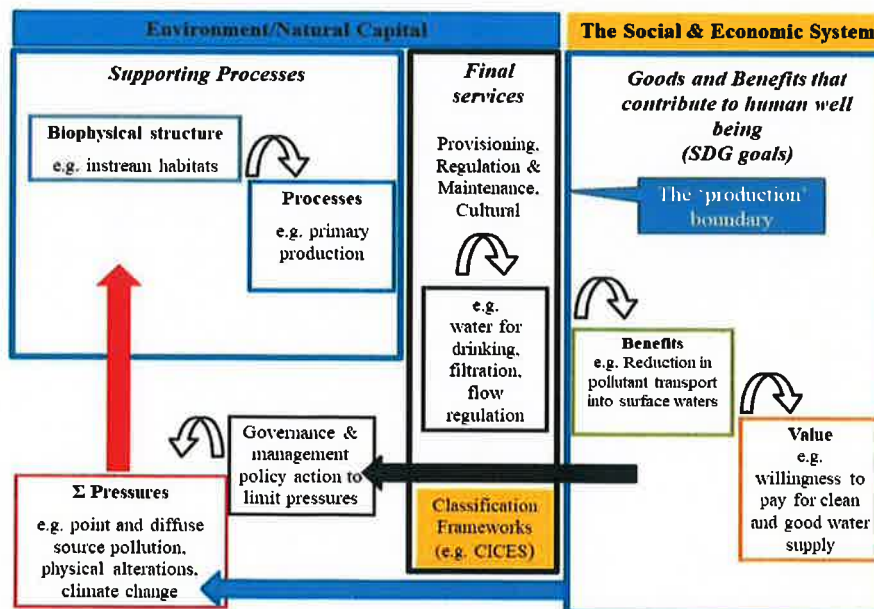 Environment/Natural Capital
The Social & Economic System
Supporting Processes
Biophysical structure
e.g. instream habitats
Processes
e.g. primary
production
Final
services
Provisioning,
Regulation &
Maintenance,
Cultural
e.g.
water for
drinking,
filtration,
flow
regulation
Classification
Frameworks
(e.g. CICES)
Goods and Benefits that
contribute to human well
being
(SDG goals)
The ‘production’
boundary
Benefits
e.g. Reduction in
pollutant transport
into surface waters
Value
e.g.
willingness to
pay for clean
and good water
supply
Governance &
management
policy action to
limit pressures
Σ Pressures
e.g. point and diffuse
source pollution,
physical alterations,
climate change